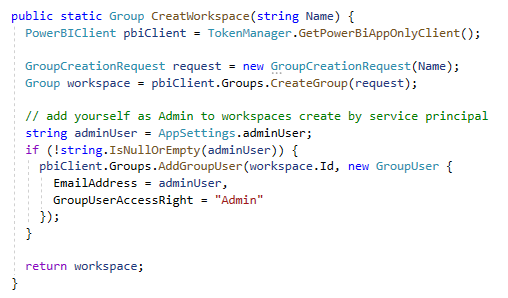 public static Group CreatWorkspace(string Name) {
PowerBIClient pbiClient = TokenManager.GetPowerBiAppOnlyClient();
GroupCreationRequest request = new GroupCreationRequest(Name);
Group workspace = pbiClient.Groups.CreateGroup(request);
// add yourself as Admin to workspaces create by service principal
string adminUser = AppSettings.adminUser;
if (!string.IsNullOrEmpty(adminUser)) {
pbiClient.Groups.AddGroupUser(workspace.Id, new GroupUser {
EmailAddress = adminUser,
GroupUserAccessRight = "Admin"
});
}
return workspace;
}